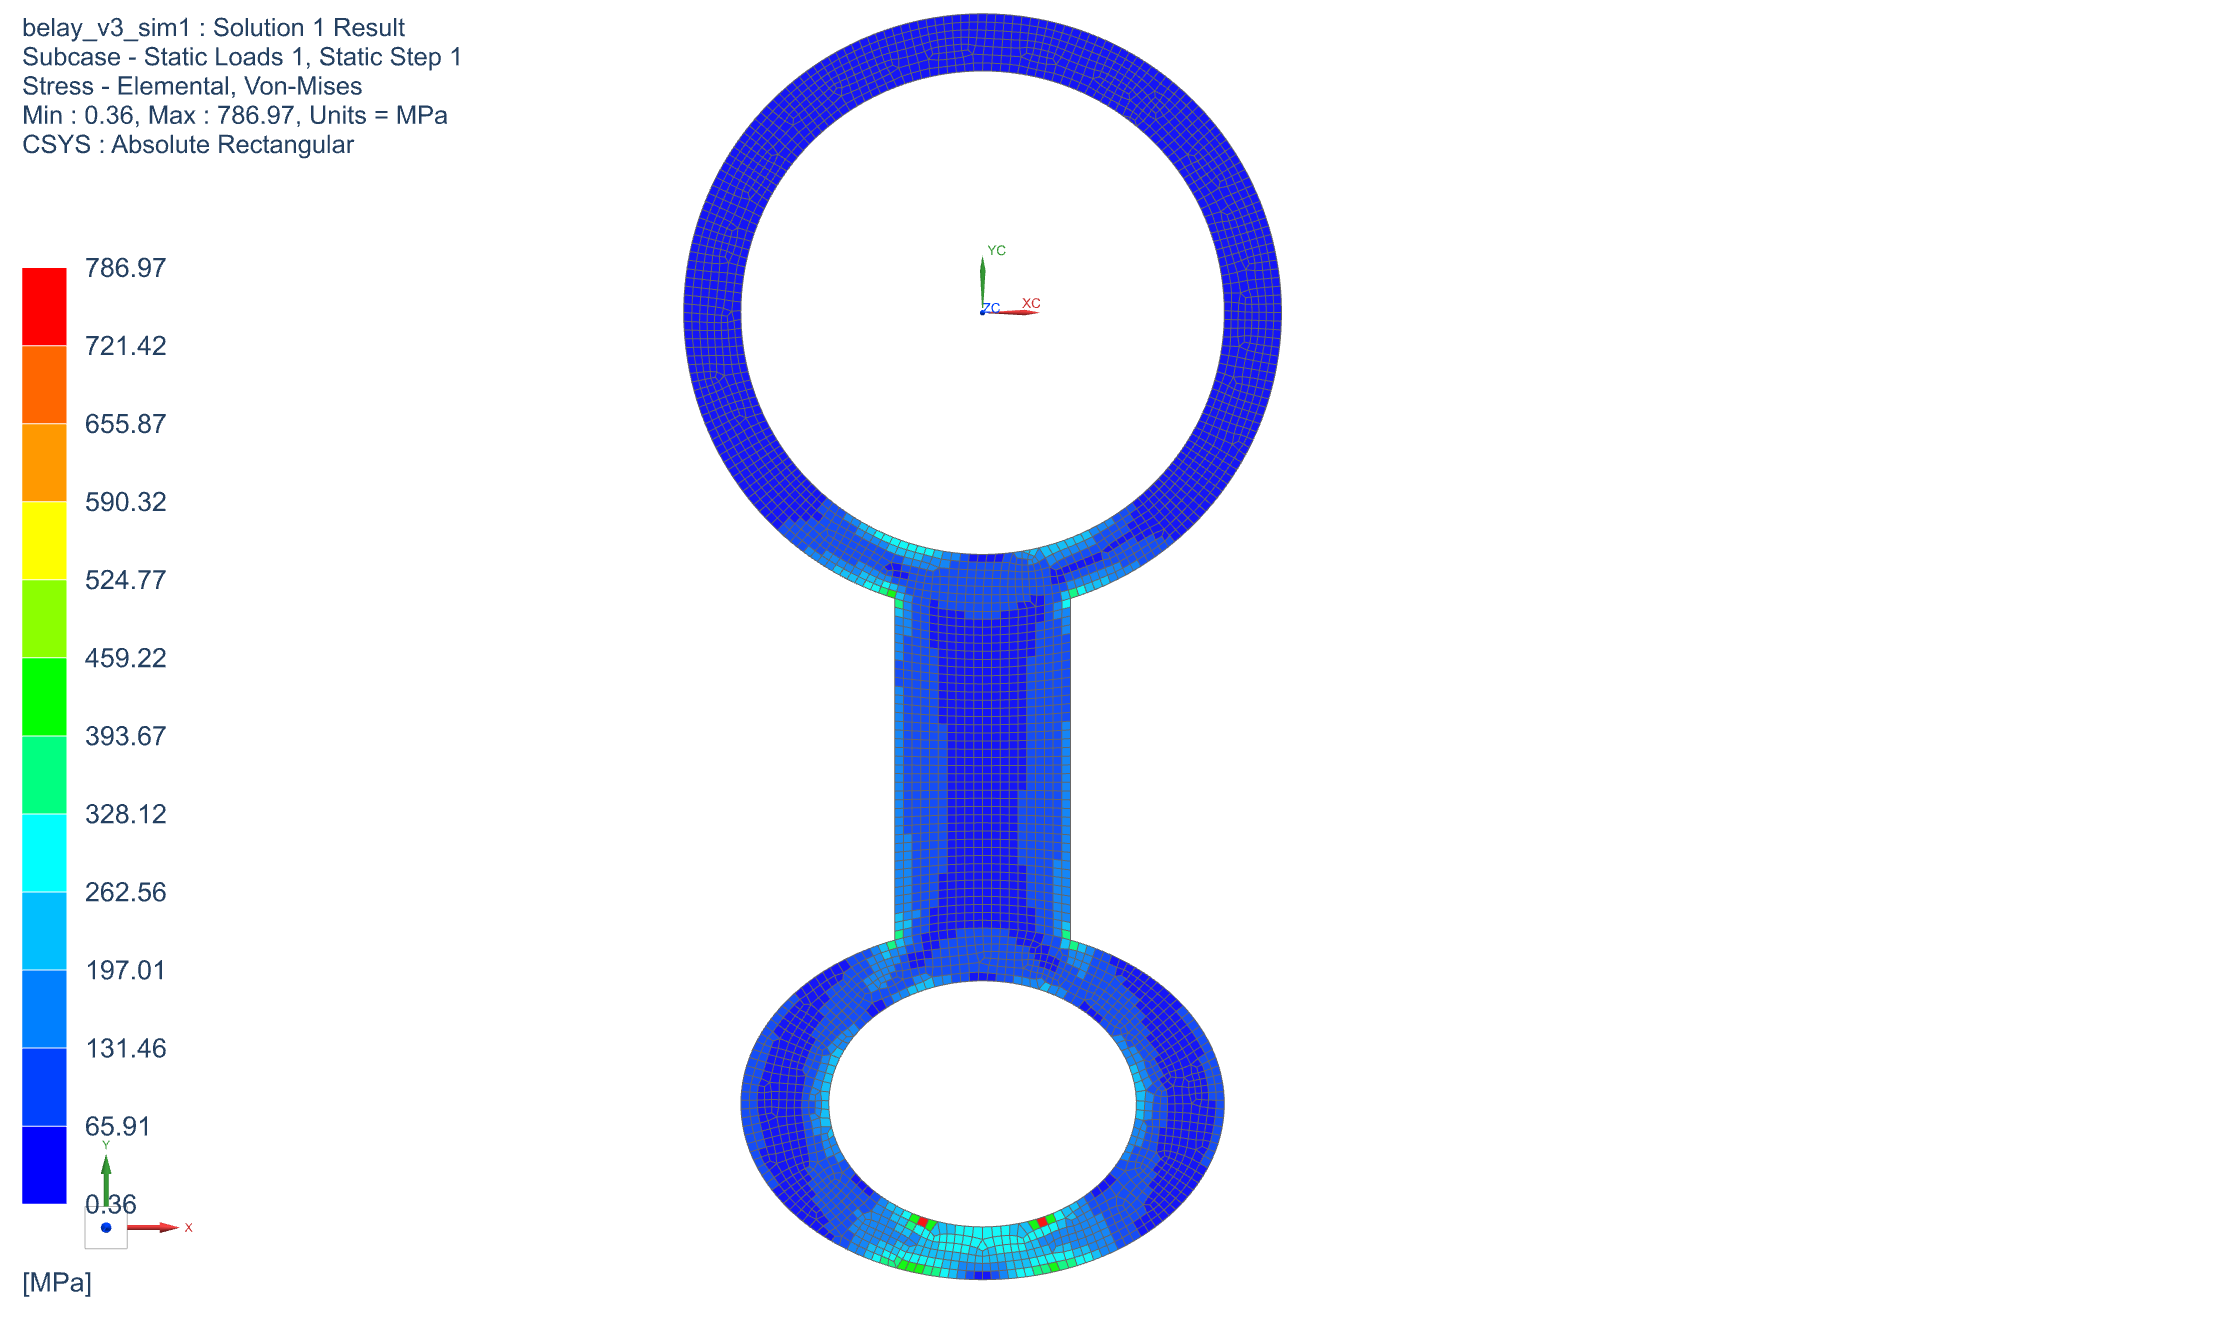 belay_v3_sim1 : Solution 1 Result
Subcase - Static Loads 1, Static Step 1
Stress - Elemental, Von-Mises
Min : 0.36, Max : 786.97, Units = MPa
CSYS : Absolute Rectangular
YC
ZC
XC
786.97
721.42
655.87
590.32
524.77
459.22
393.67
328.12
262.56
197.01
131.46
65.91
Y
0.36
X
[MPa]